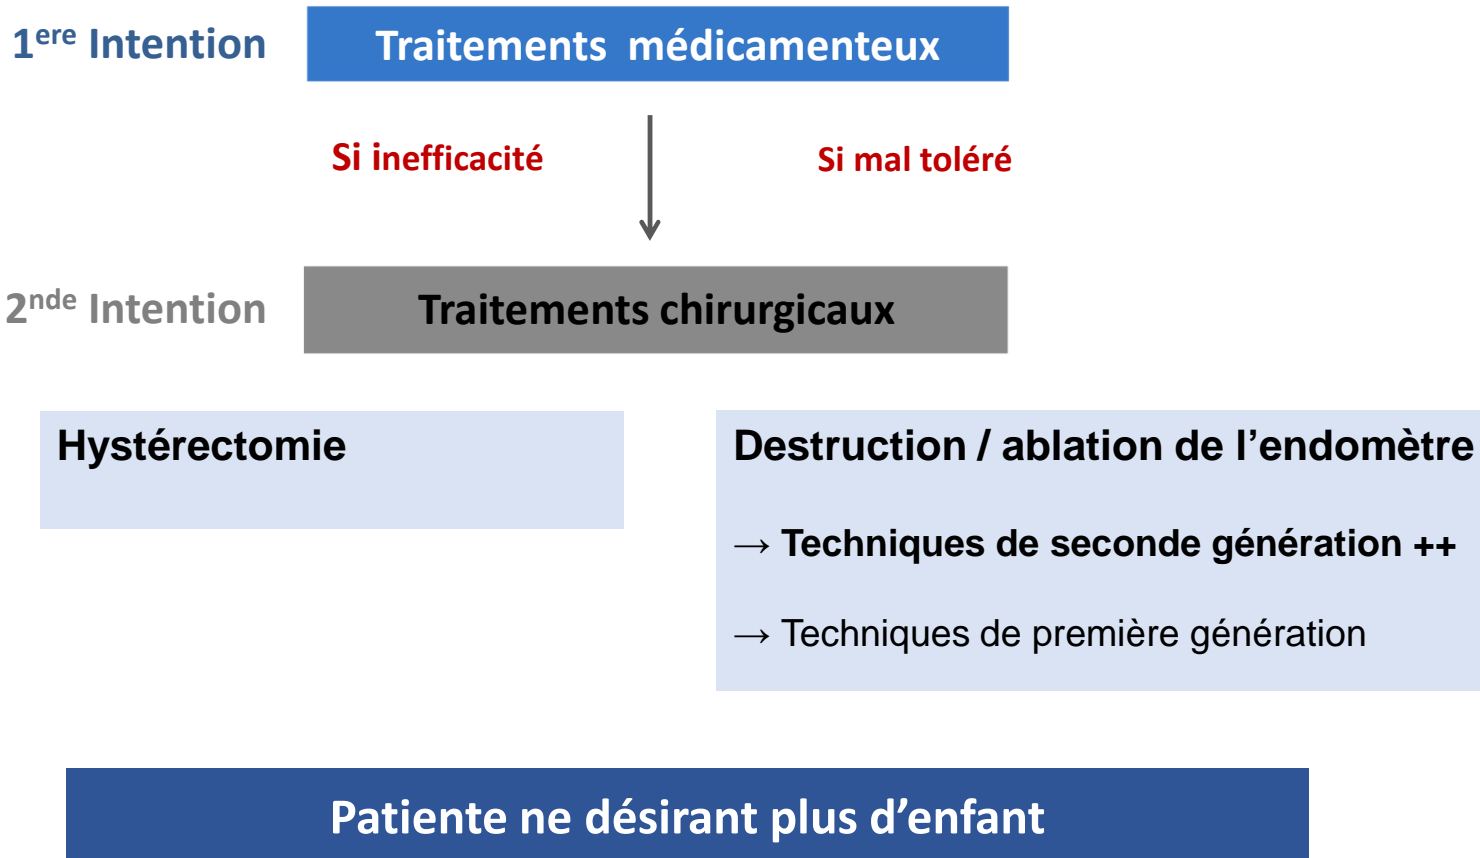 1ere Intention
Traitements médicamenteux
Si inefficacité
Si mal toléré
2nde Intention
Traitements chirurgicaux
Hystérectomie
Destruction / ablation de l’endomètre
→ Techniques de seconde génération ++
→ Techniques de première génération
Patiente ne désirant plus d’enfant